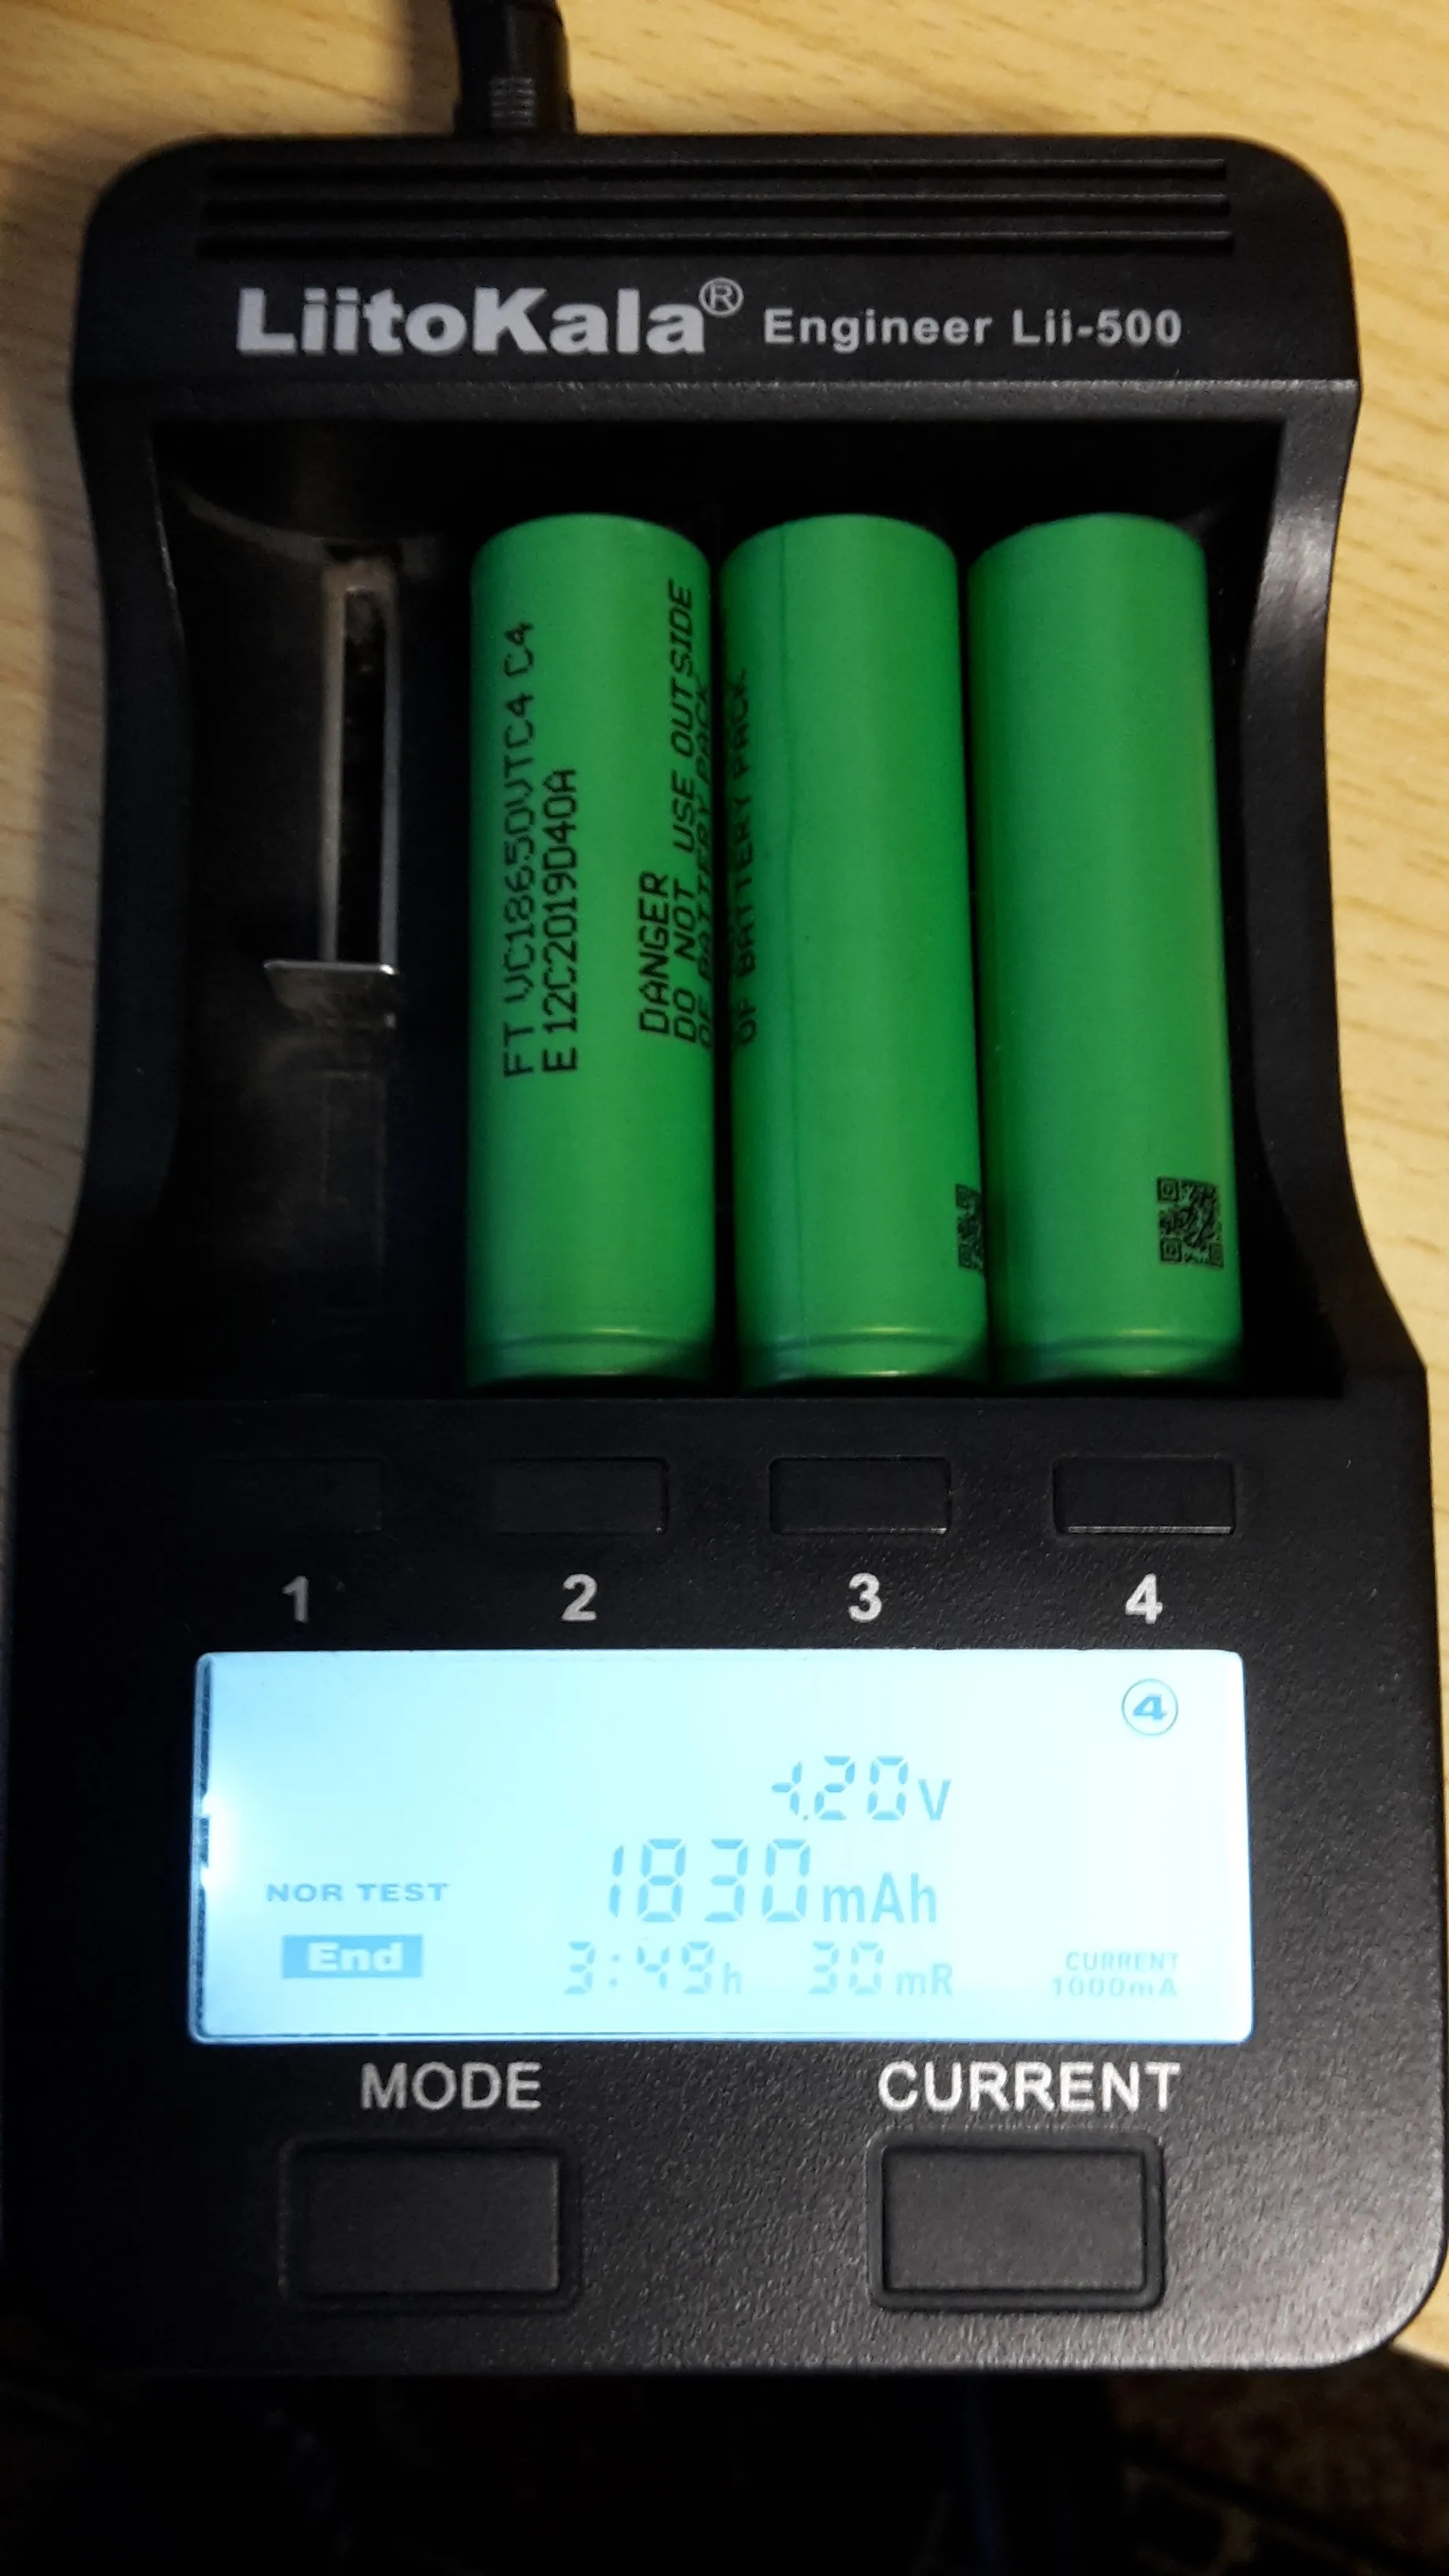 LiitoKala® Engineer Lii-500
FT VC18650VTC4 C4
E 12C2019D40A
DANGER
DO NOT USE OUTSIDE
OF BATTERY PACK
OF BATTERY PACK
1 2 3 4
4
4.20V
NOR TEST 1830mAh
End 3:49h 30mR CURRENT
1000mA
MODE CURRENT